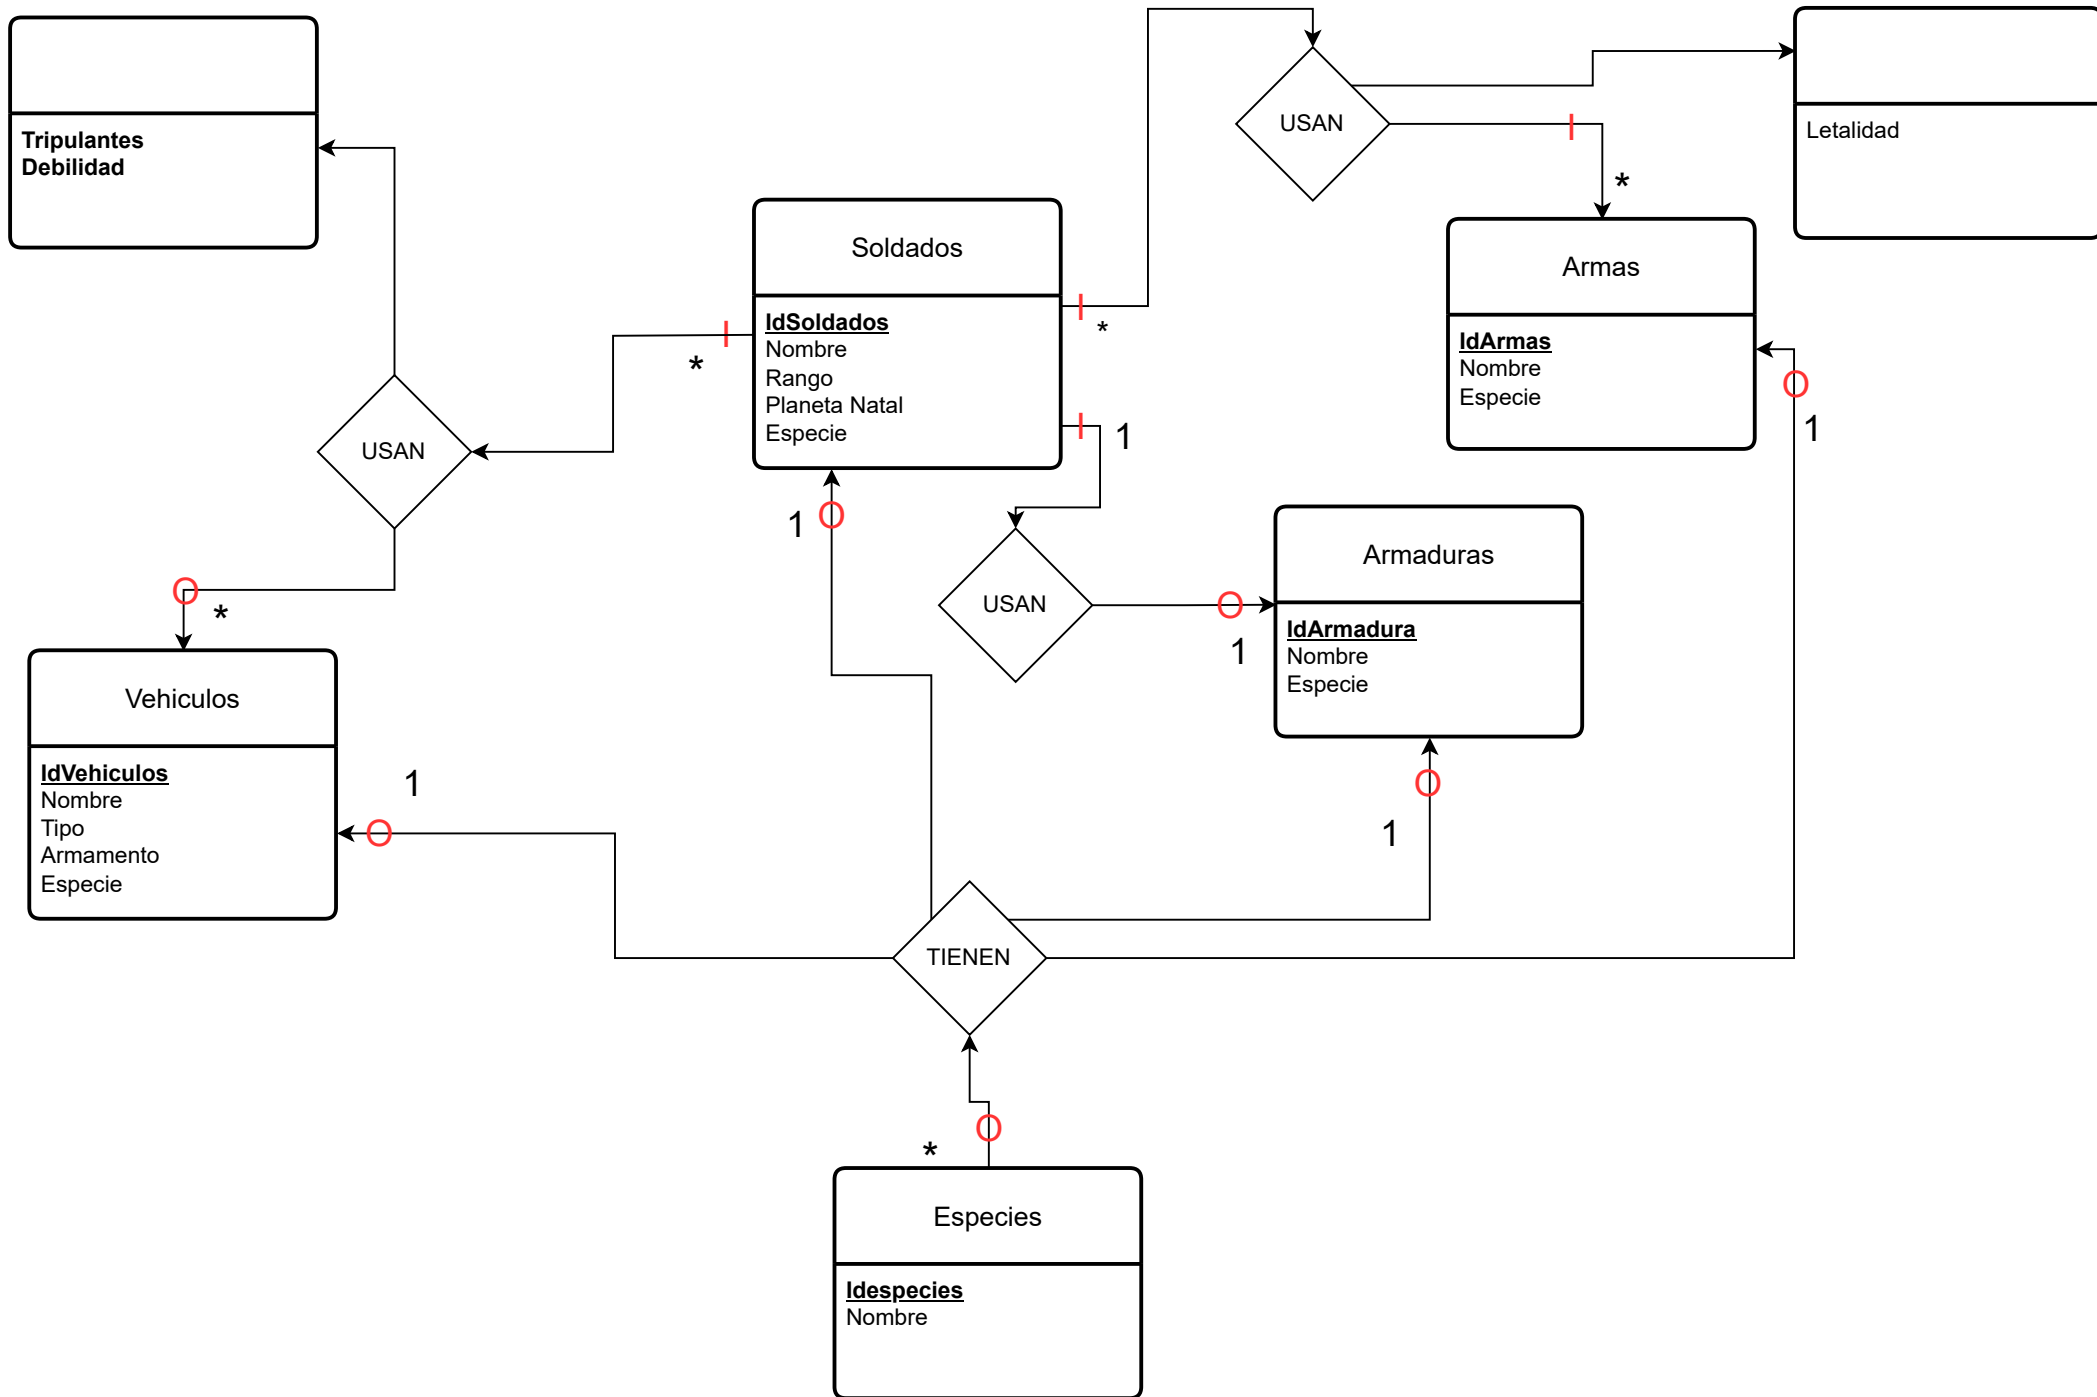 Tripulantes
Debilidad
USAN
Letalidad
*
Soldados
IdSoldados
Nombre
Rango
Planeta Natal
Especie
*
*
1
Armas
IdArmas
Nombre
Especie
1
USAN
1
USAN
1
Armaduras
IdArmadura
Nombre
Especie
*
Vehiculos
IdVehiculos
Nombre
Tipo
Armamento
Especie
1
1
TIENEN
*
Especies
Idespecies
Nombre